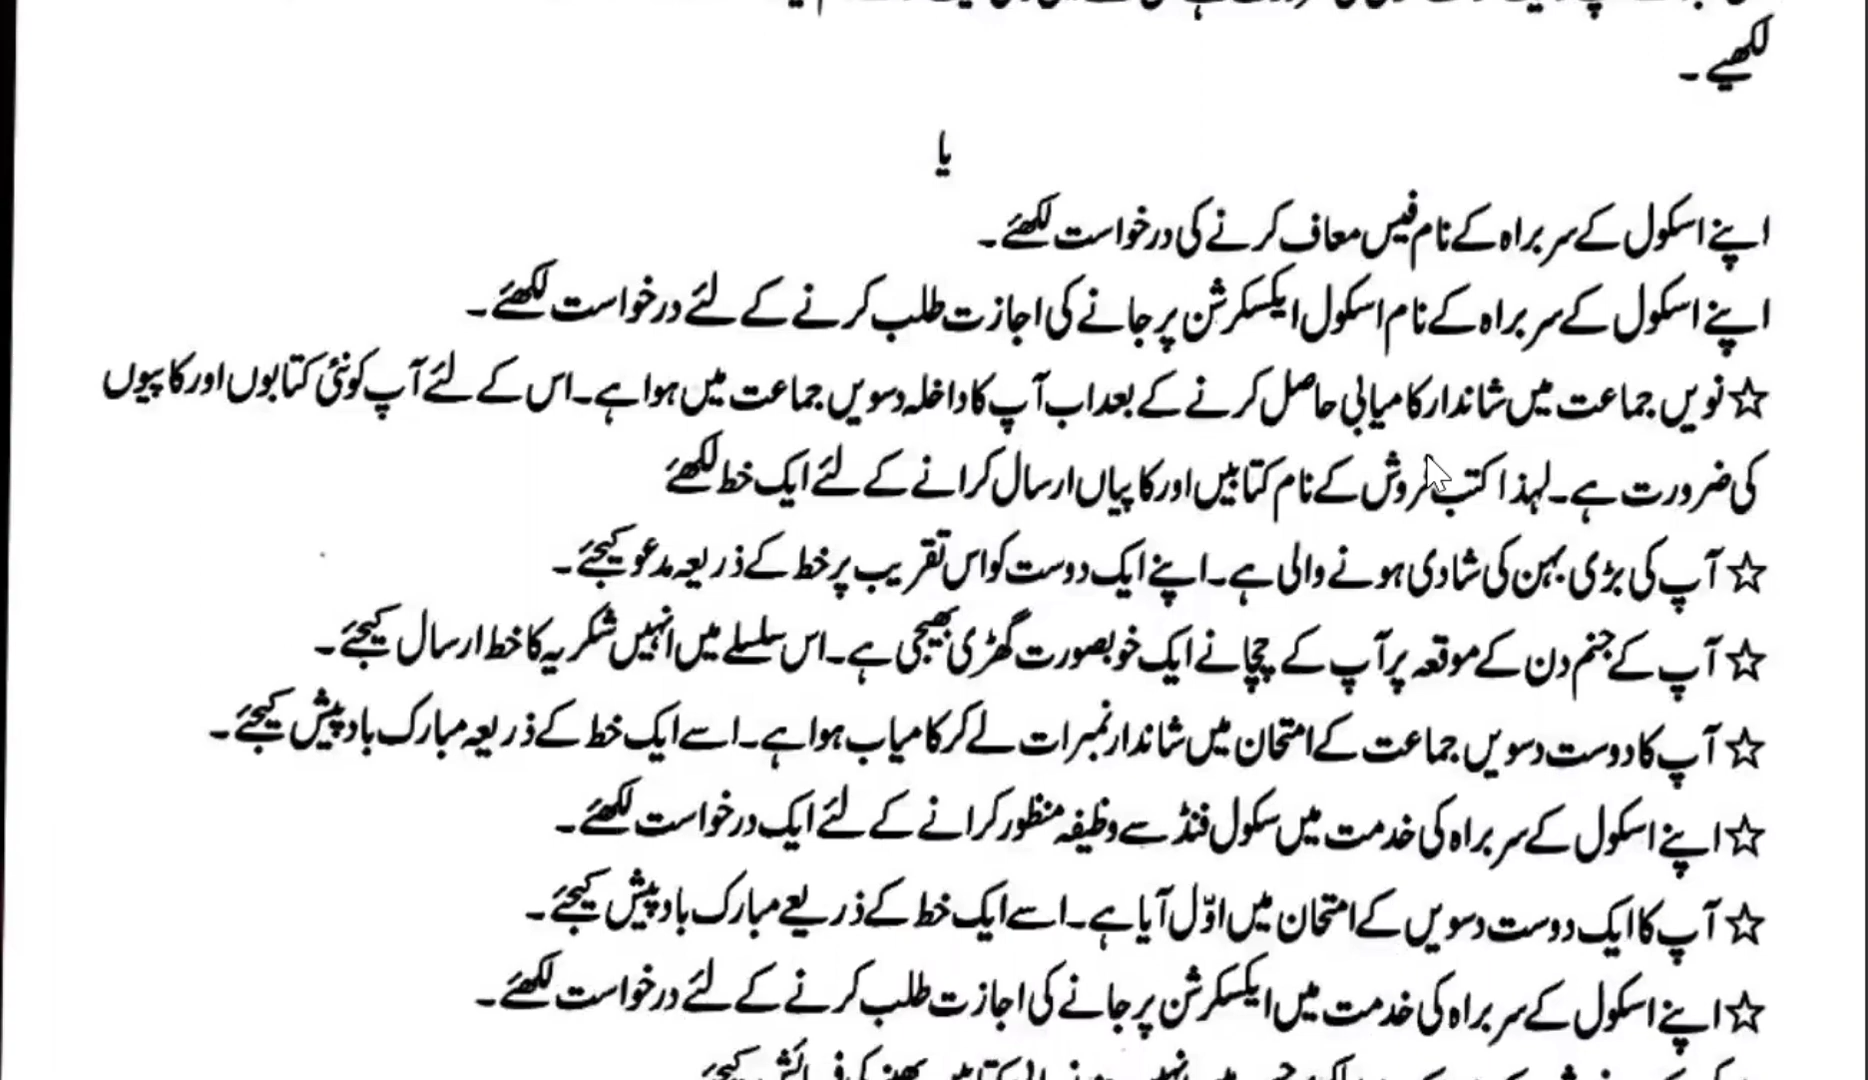 لکھیے۔
یا
اپنے اسکول کے سربراہ کے نام فیس معاف کرنے کی درخواست لکھئے۔
اپنے اسکول کے سربراہ کے نام اسکول ایکسکرشن پر جانے کی اجازت طلب کرنے کے لئے درخواست لکھئے۔
☆ نویں جماعت میں شاندار کامیابی حاصل کرنے کے بعد اب آپ کا داخلہ دسویں جماعت میں ہوا ہے۔ اس کے لئے آپ کو نئی کتابوں اور کاپیوں
کی ضرورت ہے۔ لہذا کتب فروش کے نام کتابیں اور کاپیاں ارسال کرانے کے لئے ایک خط لکھئے
☆ آپ کی بڑی بہن کی شادی ہونے والی ہے۔ اپنے ایک دوست کو اس تقریب پر خط کے ذریعہ مدعو کیجئے۔
☆ آپ کے جنم دن کے موقعہ پر آپ کے چچا نے ایک خوبصورت گھڑی بھیجی ہے۔ اس سلسلے میں انہیں شکریہ کا خط ارسال کیجئے۔
☆ آپ کا دوست دسویں جماعت کے امتحان میں شاندار نمبرات لے کر کامیاب ہوا ہے۔ اسے ایک خط کے ذریعہ مبارک باد پیش کیجئے۔
☆ اپنے اسکول کے سربراہ کی خدمت میں سکول فنڈ سے وظیفہ منظور کرانے کے لئے ایک درخواست لکھئے۔
☆ آپ کا ایک دوست دسویں کے امتحان میں اوّل آیا ہے۔ اسے ایک خط کے ذریعے مبارک باد پیش کیجئے۔
☆ اپنے اسکول کے سربراہ کی خدمت میں ایکسکرشن پر جانے کی اجازت طلب کرنے کے لئے درخواست لکھئے۔